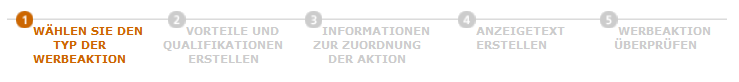 1 WÄHLEN SIE DEN
TYP DER
WERBEAKTION
2 VORTEILE UND
QUALIFIKATIONEN
ERSTELLEN
3 INFORMATIONEN
ZUR ZUORDNUNG
DER AKTION
4 ANZEIGETEXT
ERSTELLEN
5 WERBEAKTION
ÜBERPRÜFEN